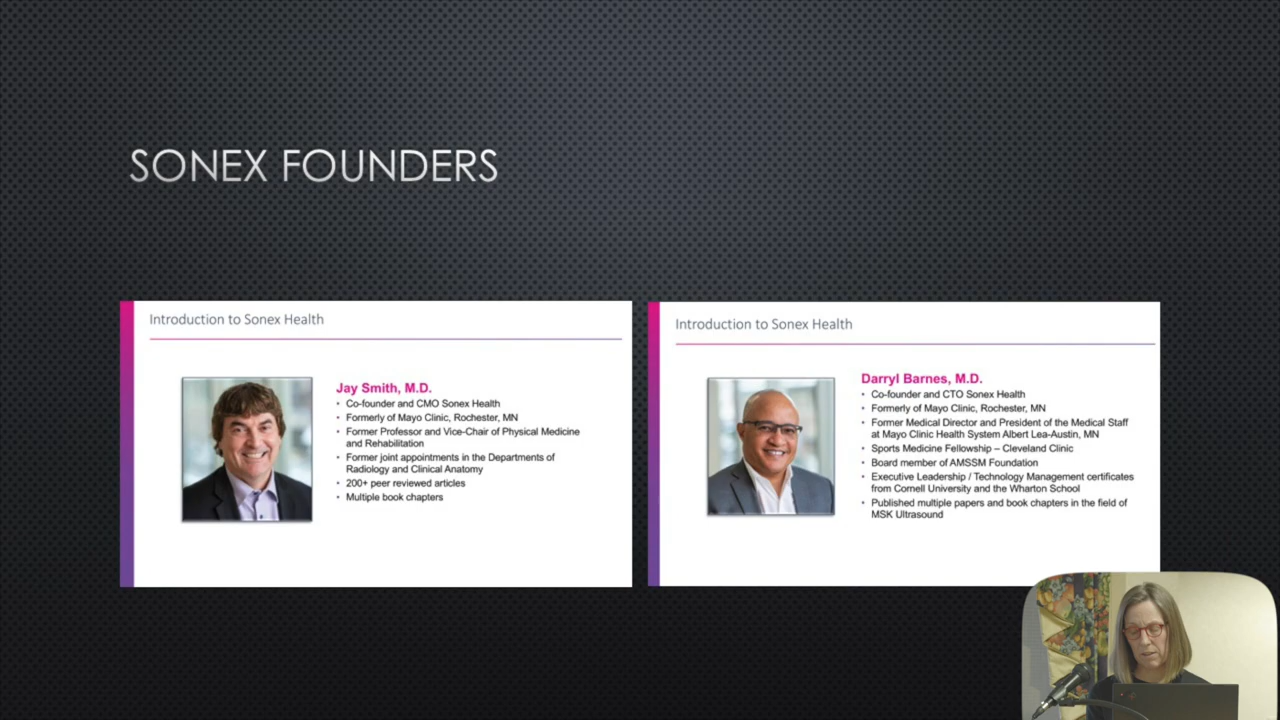 SONEX FOUNDERS
Introduction to Sonex Health
Jay Smith, M.D.
• Co-founder and CMO Sonex Health
• Formerly of Mayo Clinic, Rochester, MN
• Former Professor and Vice-Chair of Physical Medicine
and Rehabilitation
• Former joint appointments in the Departments of
Radiology and Clinical Anatomy
• 200+ peer reviewed articles
• Multiple book chapters
Introduction to Sonex Health
Darryl Barnes, M.D.
• Co-founder and CTO Sonex Health
• Formerly of Mayo Clinic, Rochester, MN
• Former Medical Director and President of the Medical Staff
at Mayo Clinic Health System Albert Lea-Austin, MN
• Sports Medicine Fellowship – Cleveland Clinic
• Board member of AMSSM Foundation
• Executive Leadership / Technology Management certificates
from Cornell University and the Wharton School
• Published multiple papers and book chapters in the field of
MSK Ultrasound